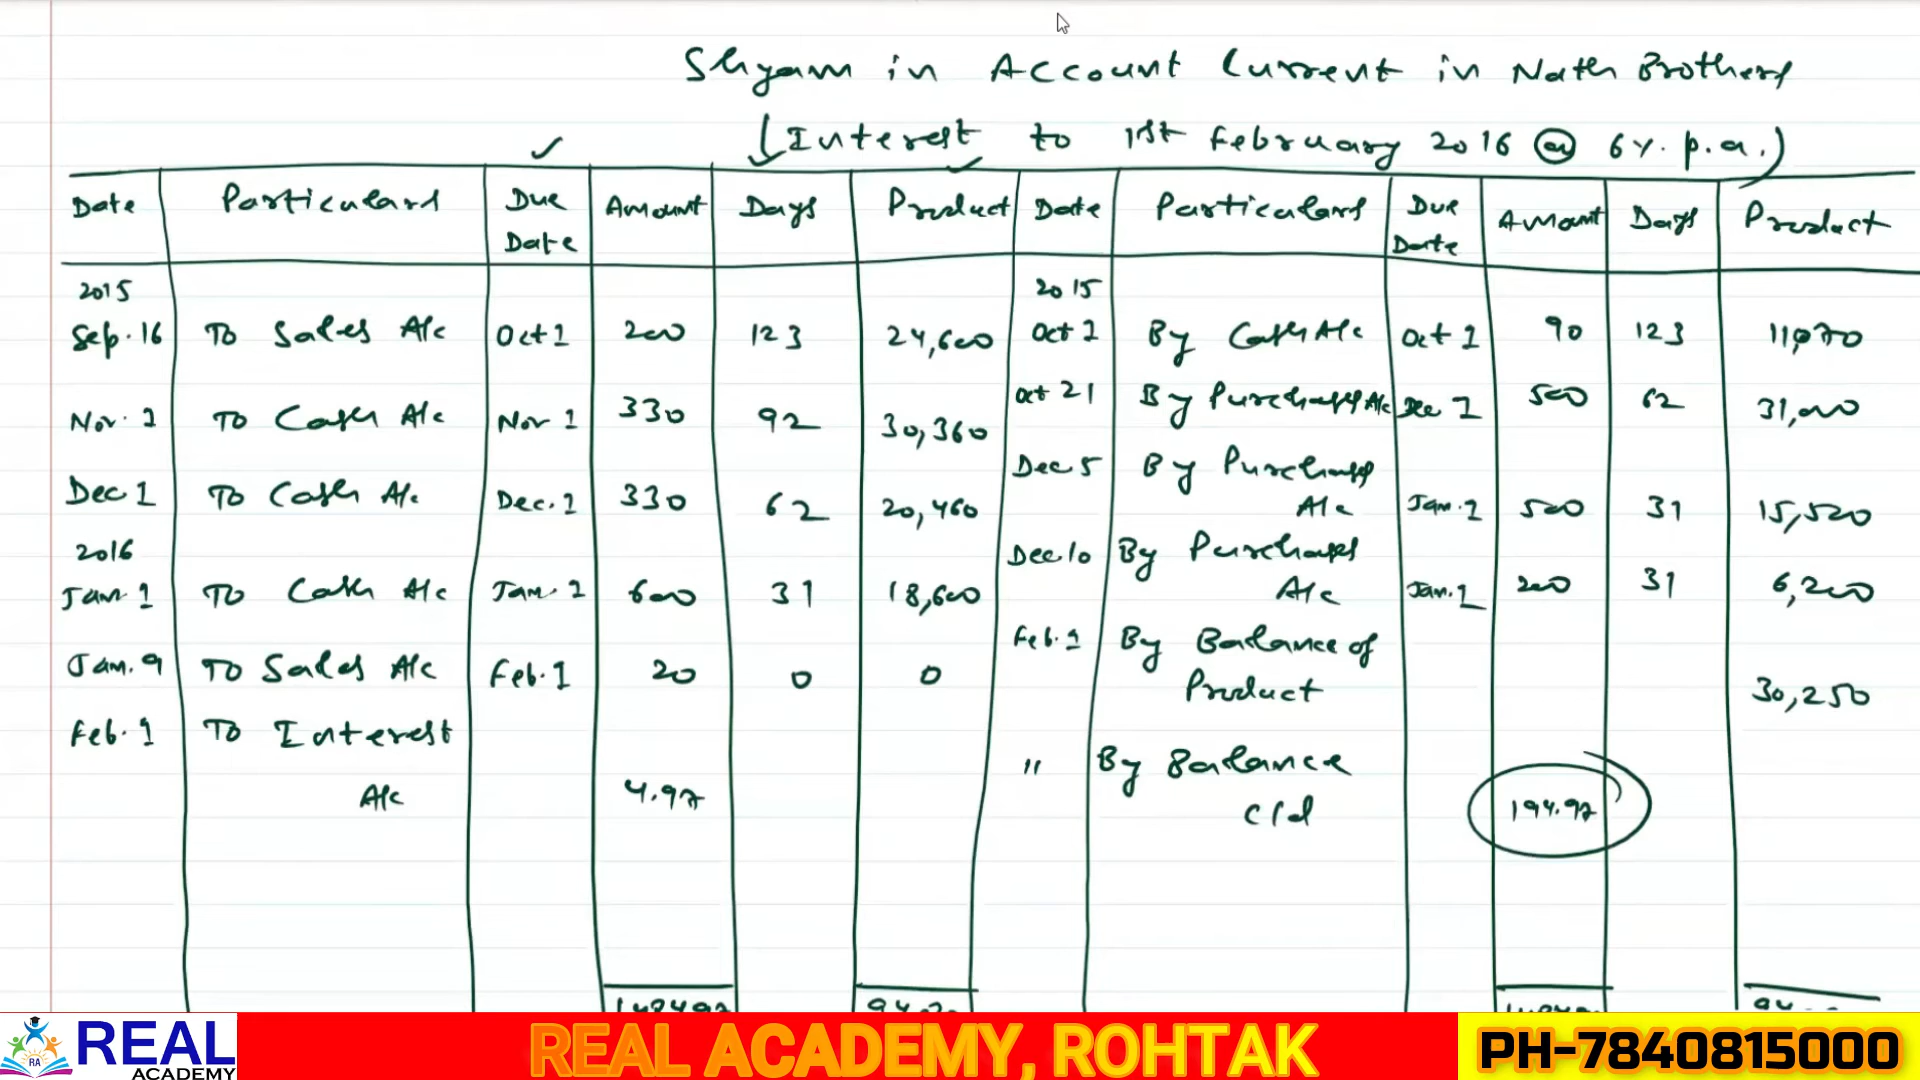 Shyam in Account Current in Nath Brothers
(Interest to 1st February 2016 @ 6%. p.a.)
Date Particulars Due Date Amount Days Product Date Particulars Due Date Amount Days Product
2015 2015
Sep. 16 To Sales A/c Oct 1 200 123 24,600 Oct 1 By Cash A/c Oct 1 90 123 11,070
Nov. 1 To Cash A/c Nov 1 330 92 30,360 Oct 21 By Purchases A/c Dec 1 500 62 31,000
Dec 1 To Cash A/c Dec. 1 330 62 20,460 Dec. 5 By Purchases A/c Jan. 1 500 31 15,500
2016
Jan. 1 To Cash A/c Jan. 1 600 31 18,600 Dec 10 By Purchases A/c Jan. 1 200 31 6,200
Jan. 9 To Sales A/c Feb. 1 20 0 0 Feb. 1 By Balance of Product 30,250
Feb. 1 To Interest A/c 4.97 " By Balance c/d 194.97
REAL ACADEMY
RA
REAL ACADEMY, ROHTAK
PH-7840815000